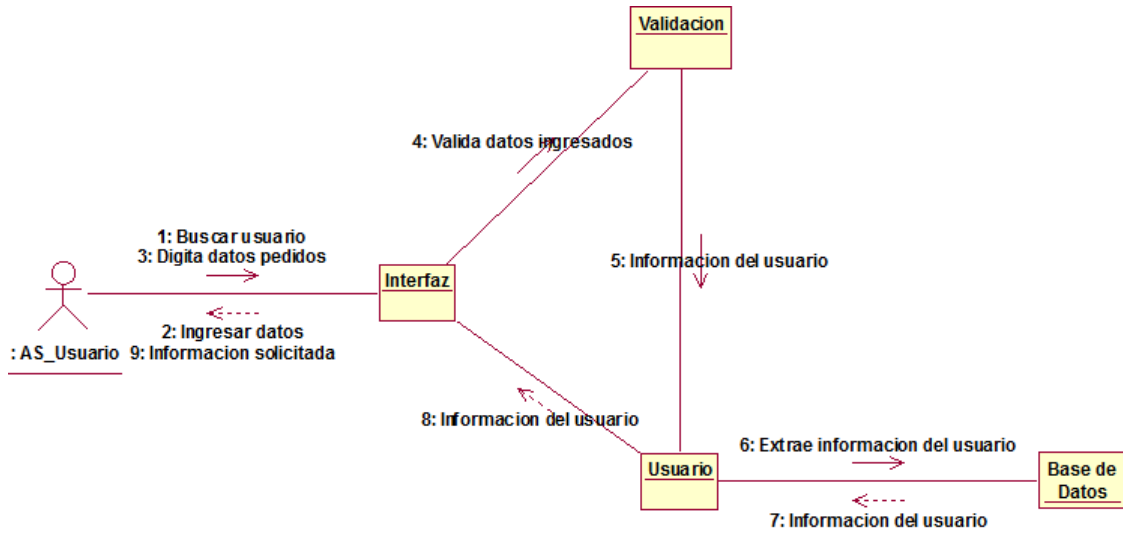 Validacion
4: Valida datos ingresados
1: Buscar usuario
3: Digita datos pedidos
5: Informacion del usuario
Interfaz
2: Ingresar datos
: AS_Usuario
9: Informacion solicitada
8: Informacion del usuario
6: Extrae informacion del usuario
Usuario
Base de
Datos
7: Informacion del usuario